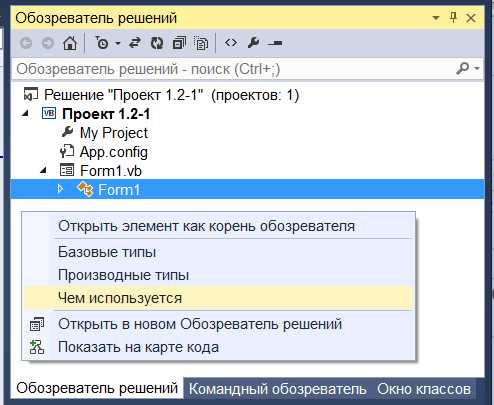 Обозреватель решений
Обозреватель решений - поиск (Ctrl+;)
Решение "Проект 1.2-1" (проектов: 1)
VB Проект 1.2-1
My Project
App.config
Form1.vb
Form1
Открыть элемент как корень обозревателя
Базовые типы
Производные типы
Чем используется
Открыть в новом Обозреватель решений
Показать на карте кода
Обозреватель решений Командный обозреватель Окно классов